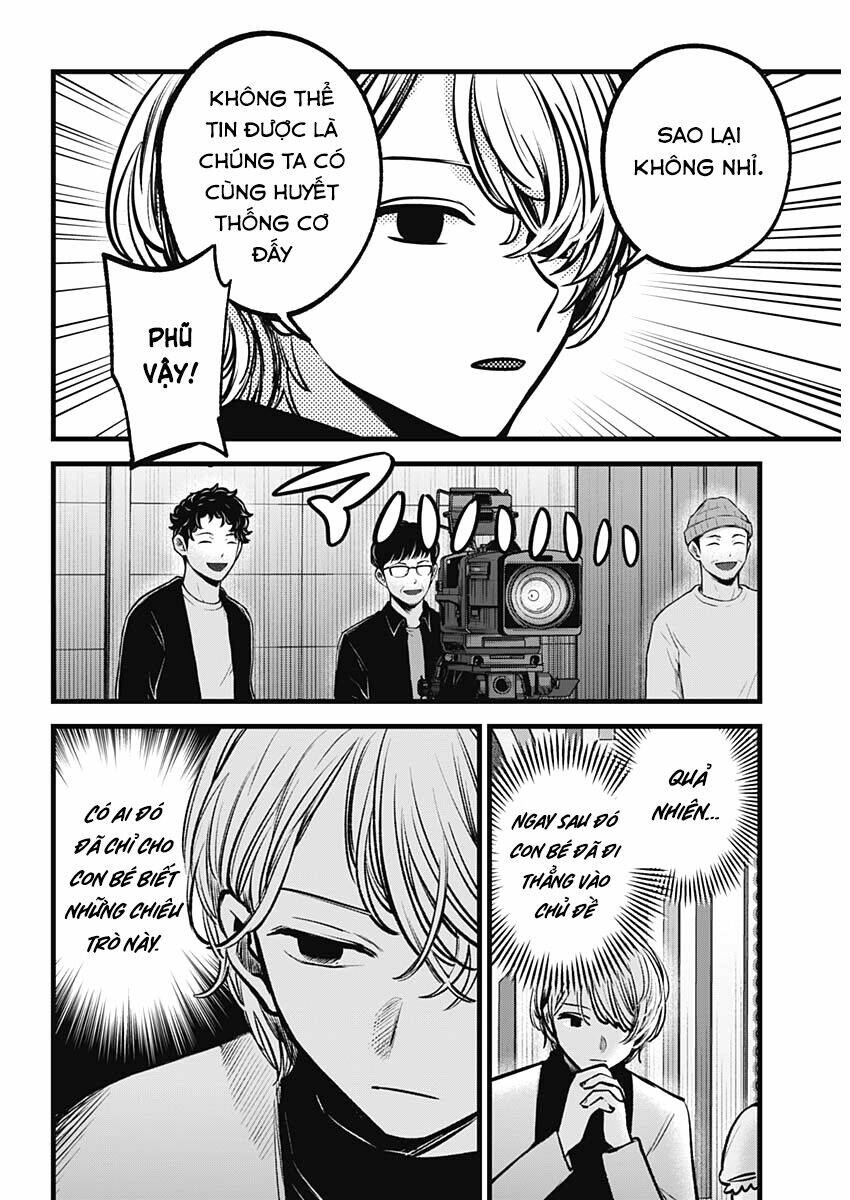 SAO LẠI
KHÔNG NHỈ.
KHÔNG THỂ
TIN ĐƯỢC LÀ
CHÚNG TA CÓ
CÙNG HUYẾT
THỐNG CƠ
ĐẤY
PHŨ
VẬY!
QUẢ
NHIÊN...
NGAY SAU ĐÓ
CON BÉ ĐÃ ĐI
THẲNG VÀO
CHỦ ĐỀ
CÓ AI ĐÓ
ĐÃ CHỈ CHO
CON BÉ BIẾT
NHỮNG CHIÊU
TRÒ NÀY.